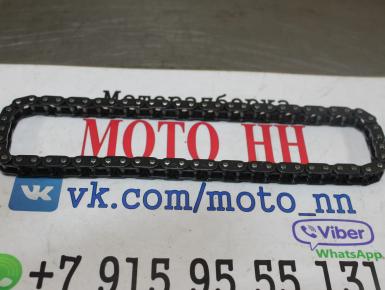 Моторазборка
МОТО НН
vk.com/moto_nn
Viber
WhatsApp
+7 915 95 55 131